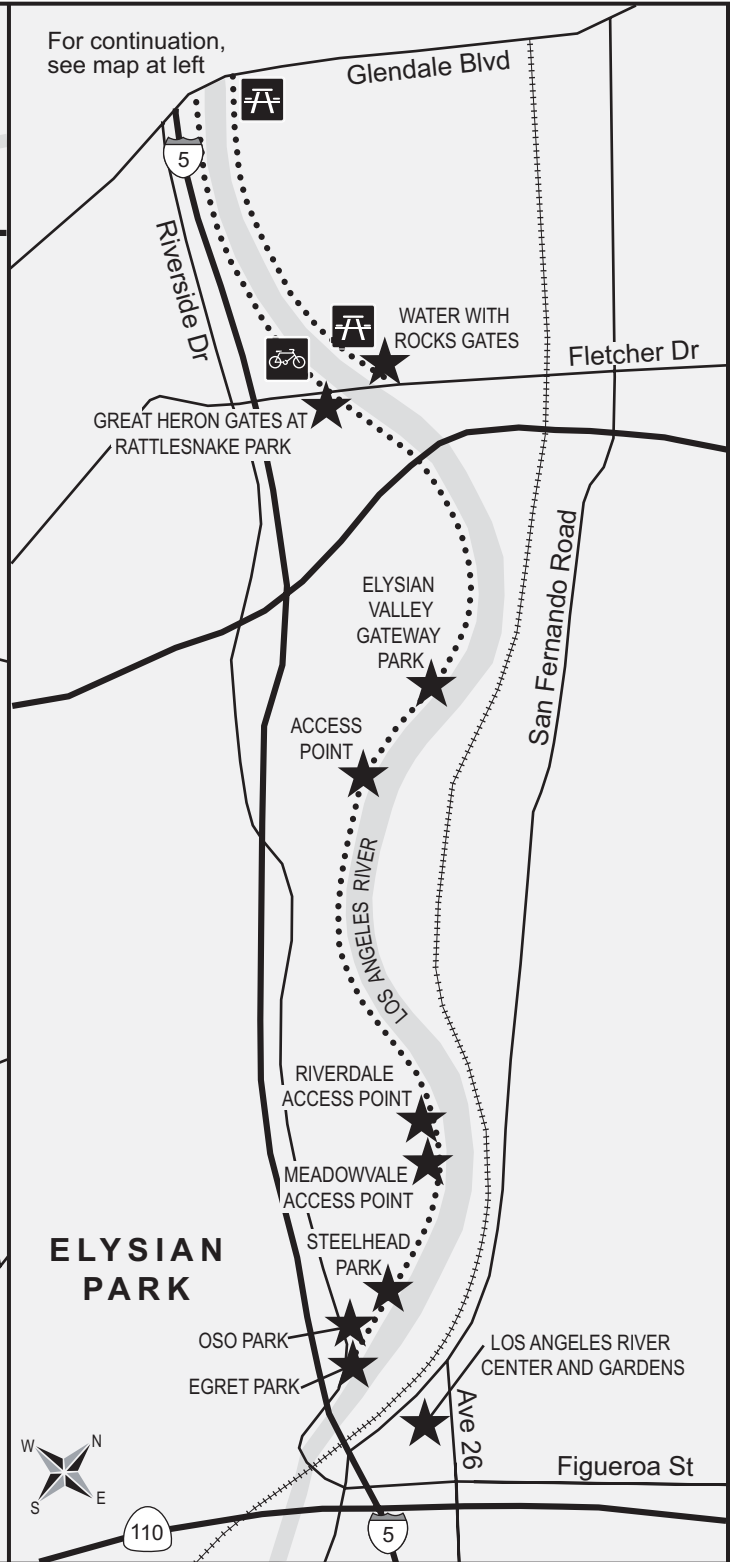 For continuation,
see map at left
Glendale Blvd
5
Riverside Dr
WATER WITH
ROCKS GATES
Fletcher Dr
GREAT HERON GATES AT
RATTLESNAKE PARK
ELYSIAN
VALLEY
GATEWAY
PARK
San Fernando Road
ACCESS
POINT
LOS ANGELES RIVER
RIVERDALE
ACCESS POINT
MEADOWVALE
ACCESS POINT
STEELHEAD
PARK
ELYSIAN
PARK
OSO PARK
EGRET PARK
LOS ANGELES RIVER
CENTER AND GARDENS
Ave 26
W
N
S
E
Figueroa St
110
5